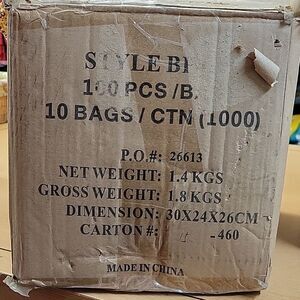 STYLE B
100 PCS /B
10 BAGS / CTN (1000)
P.O.#: 26613
NET WEIGHT: 1.4 KGS
GROSS WEIGHT: 1.8 KGS
DIMENSION: 30X24X26CM
CARTON #: -460
MADE IN CHINA